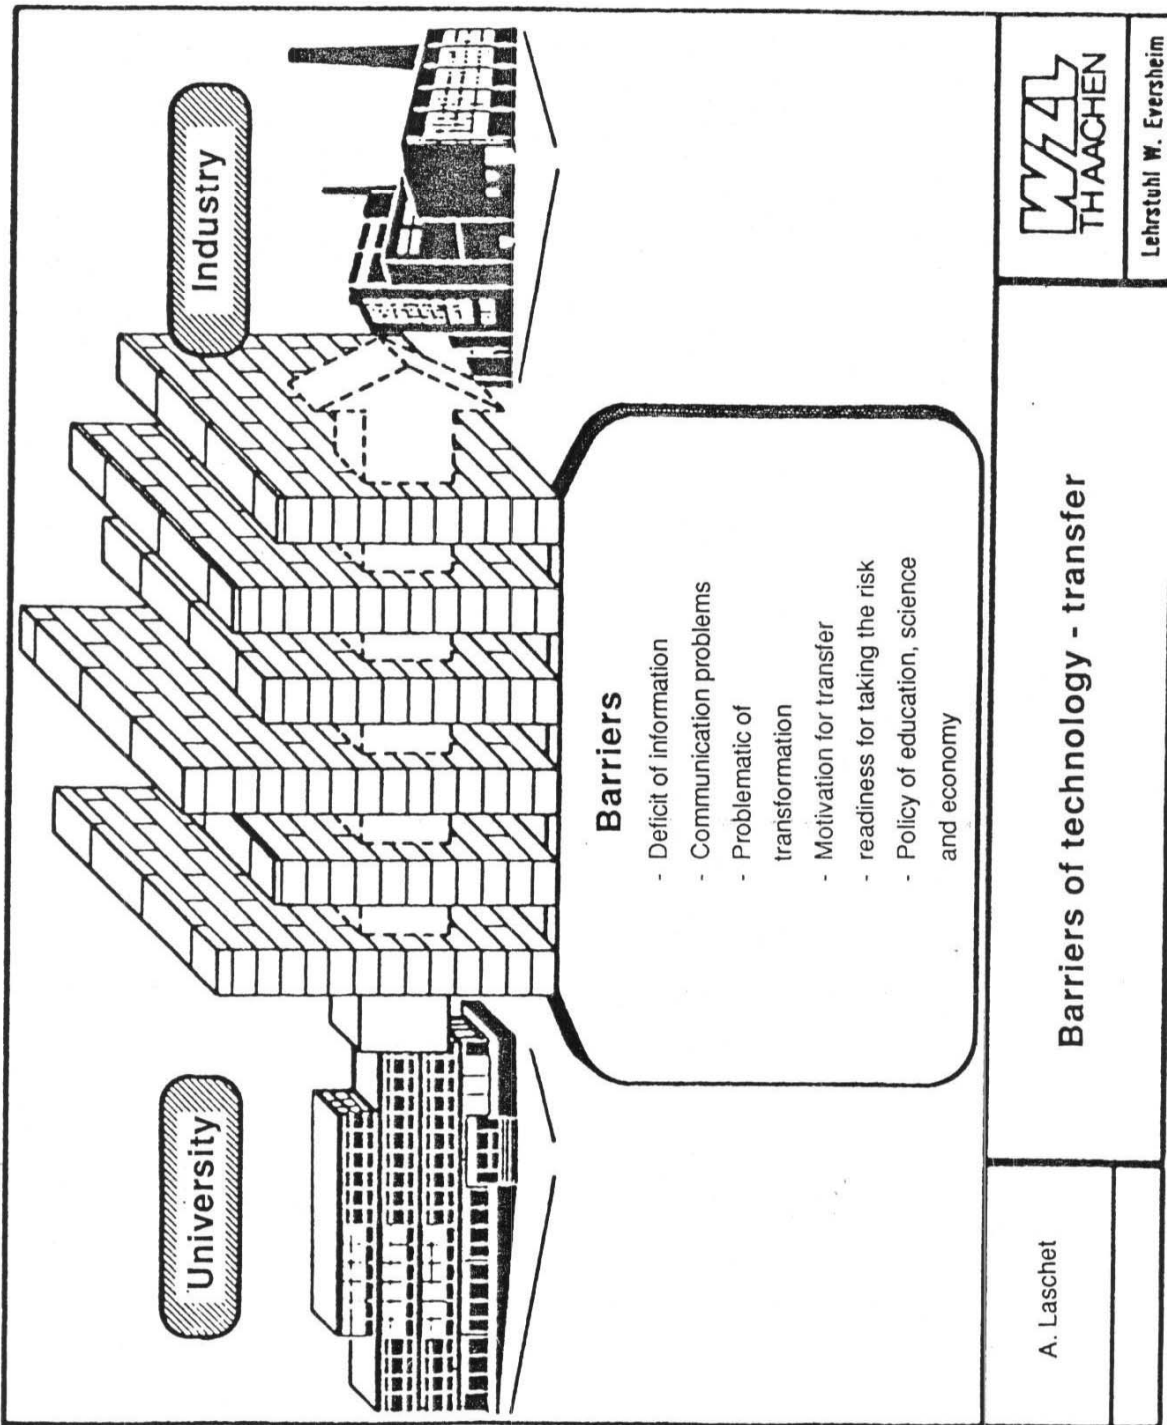 University
Industry
Barriers
- Deficit of information
- Communication problems
- Problematic of
transformation
- Motivation for transfer
- readiness for taking the risk
- Policy of education, science
and economy
A. Laschet
Barriers of technology - transfer
WZL
TH AACHEN
Lehrstuhl W. Eversheim